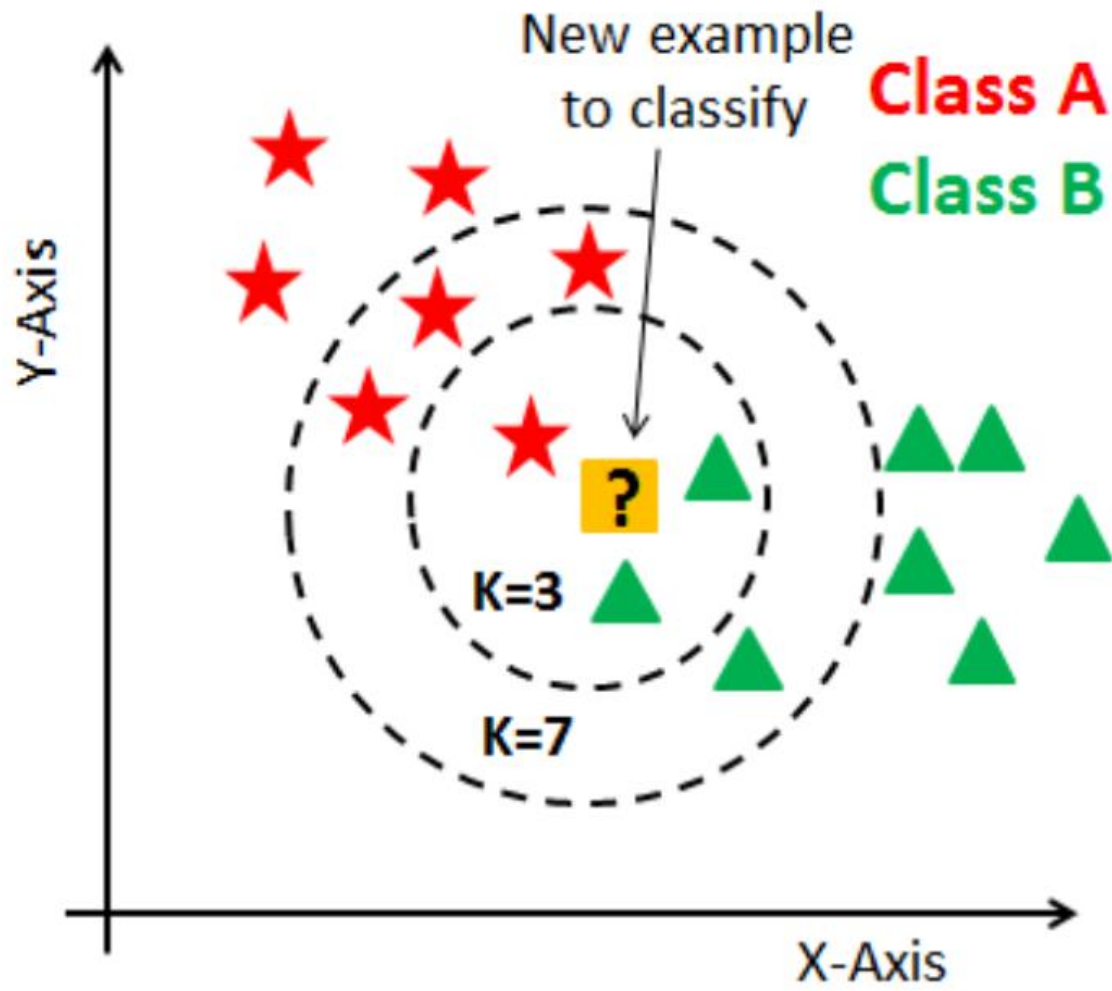 New example
to classify
Class A
Class B
Y-Axis
?
K=3
K=7
X-Axis